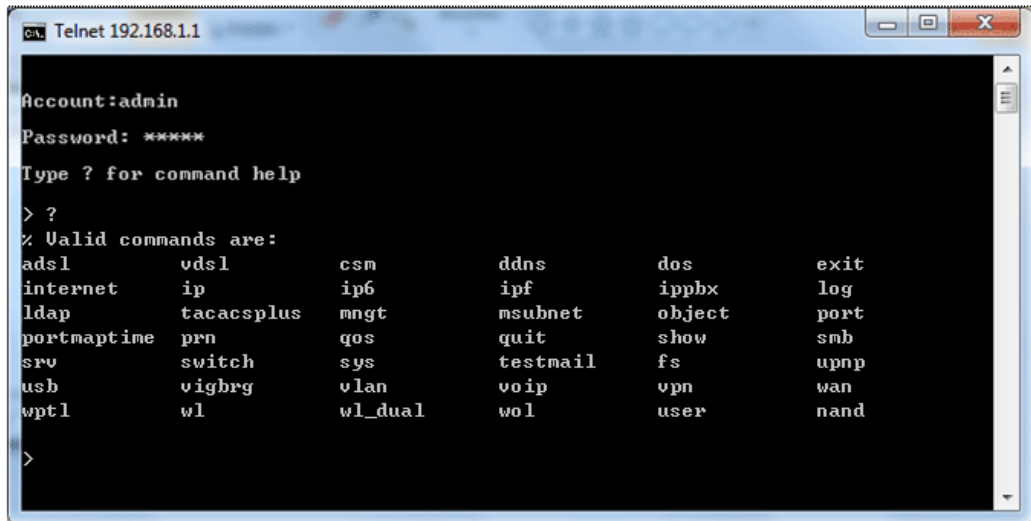 Telnet 192.168.1.1
Account:admin
Password: *****
Type ? for command help
> ?
% Valid commands are:
adsl vdsl csm ddns dos exit
internet ip ip6 ipf ippbx log
ldap tacacsplus mngt msubnet object port
portmaptime prn qos quit show smb
srv switch sys testmail fs upnp
usb vigbrg vlan voip vpn wan
wptl wl wl_dual wol user nand
>